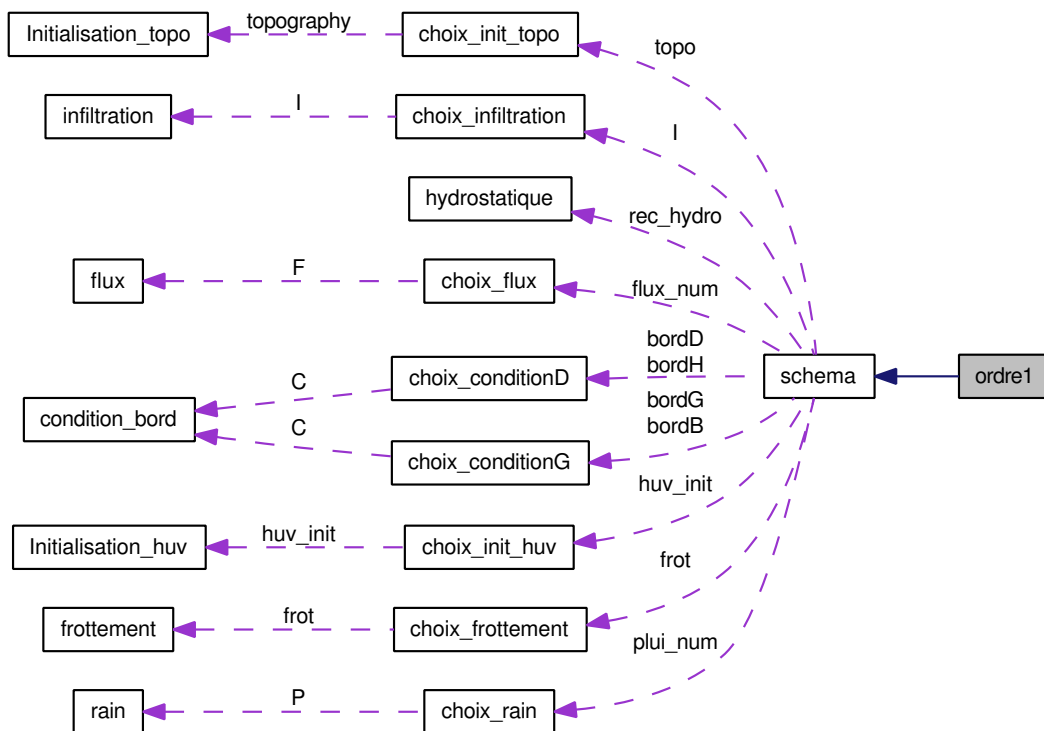 Initialisation_topo
topography
choix_init_topo
topo
infiltration
I
choix_infiltration
I
hydrostatique
rec_hydro
flux
F
choix_flux
flux_num
bordD
bordH
choix_conditionD
C
condition_bord
C
choix_conditionG
bordG
bordB
schema
ordre1
huv_init
Initialisation_huv
huv_init
choix_init_huv
frot
frottement
frot
choix_frottement
plui_num
rain
P
choix_rain